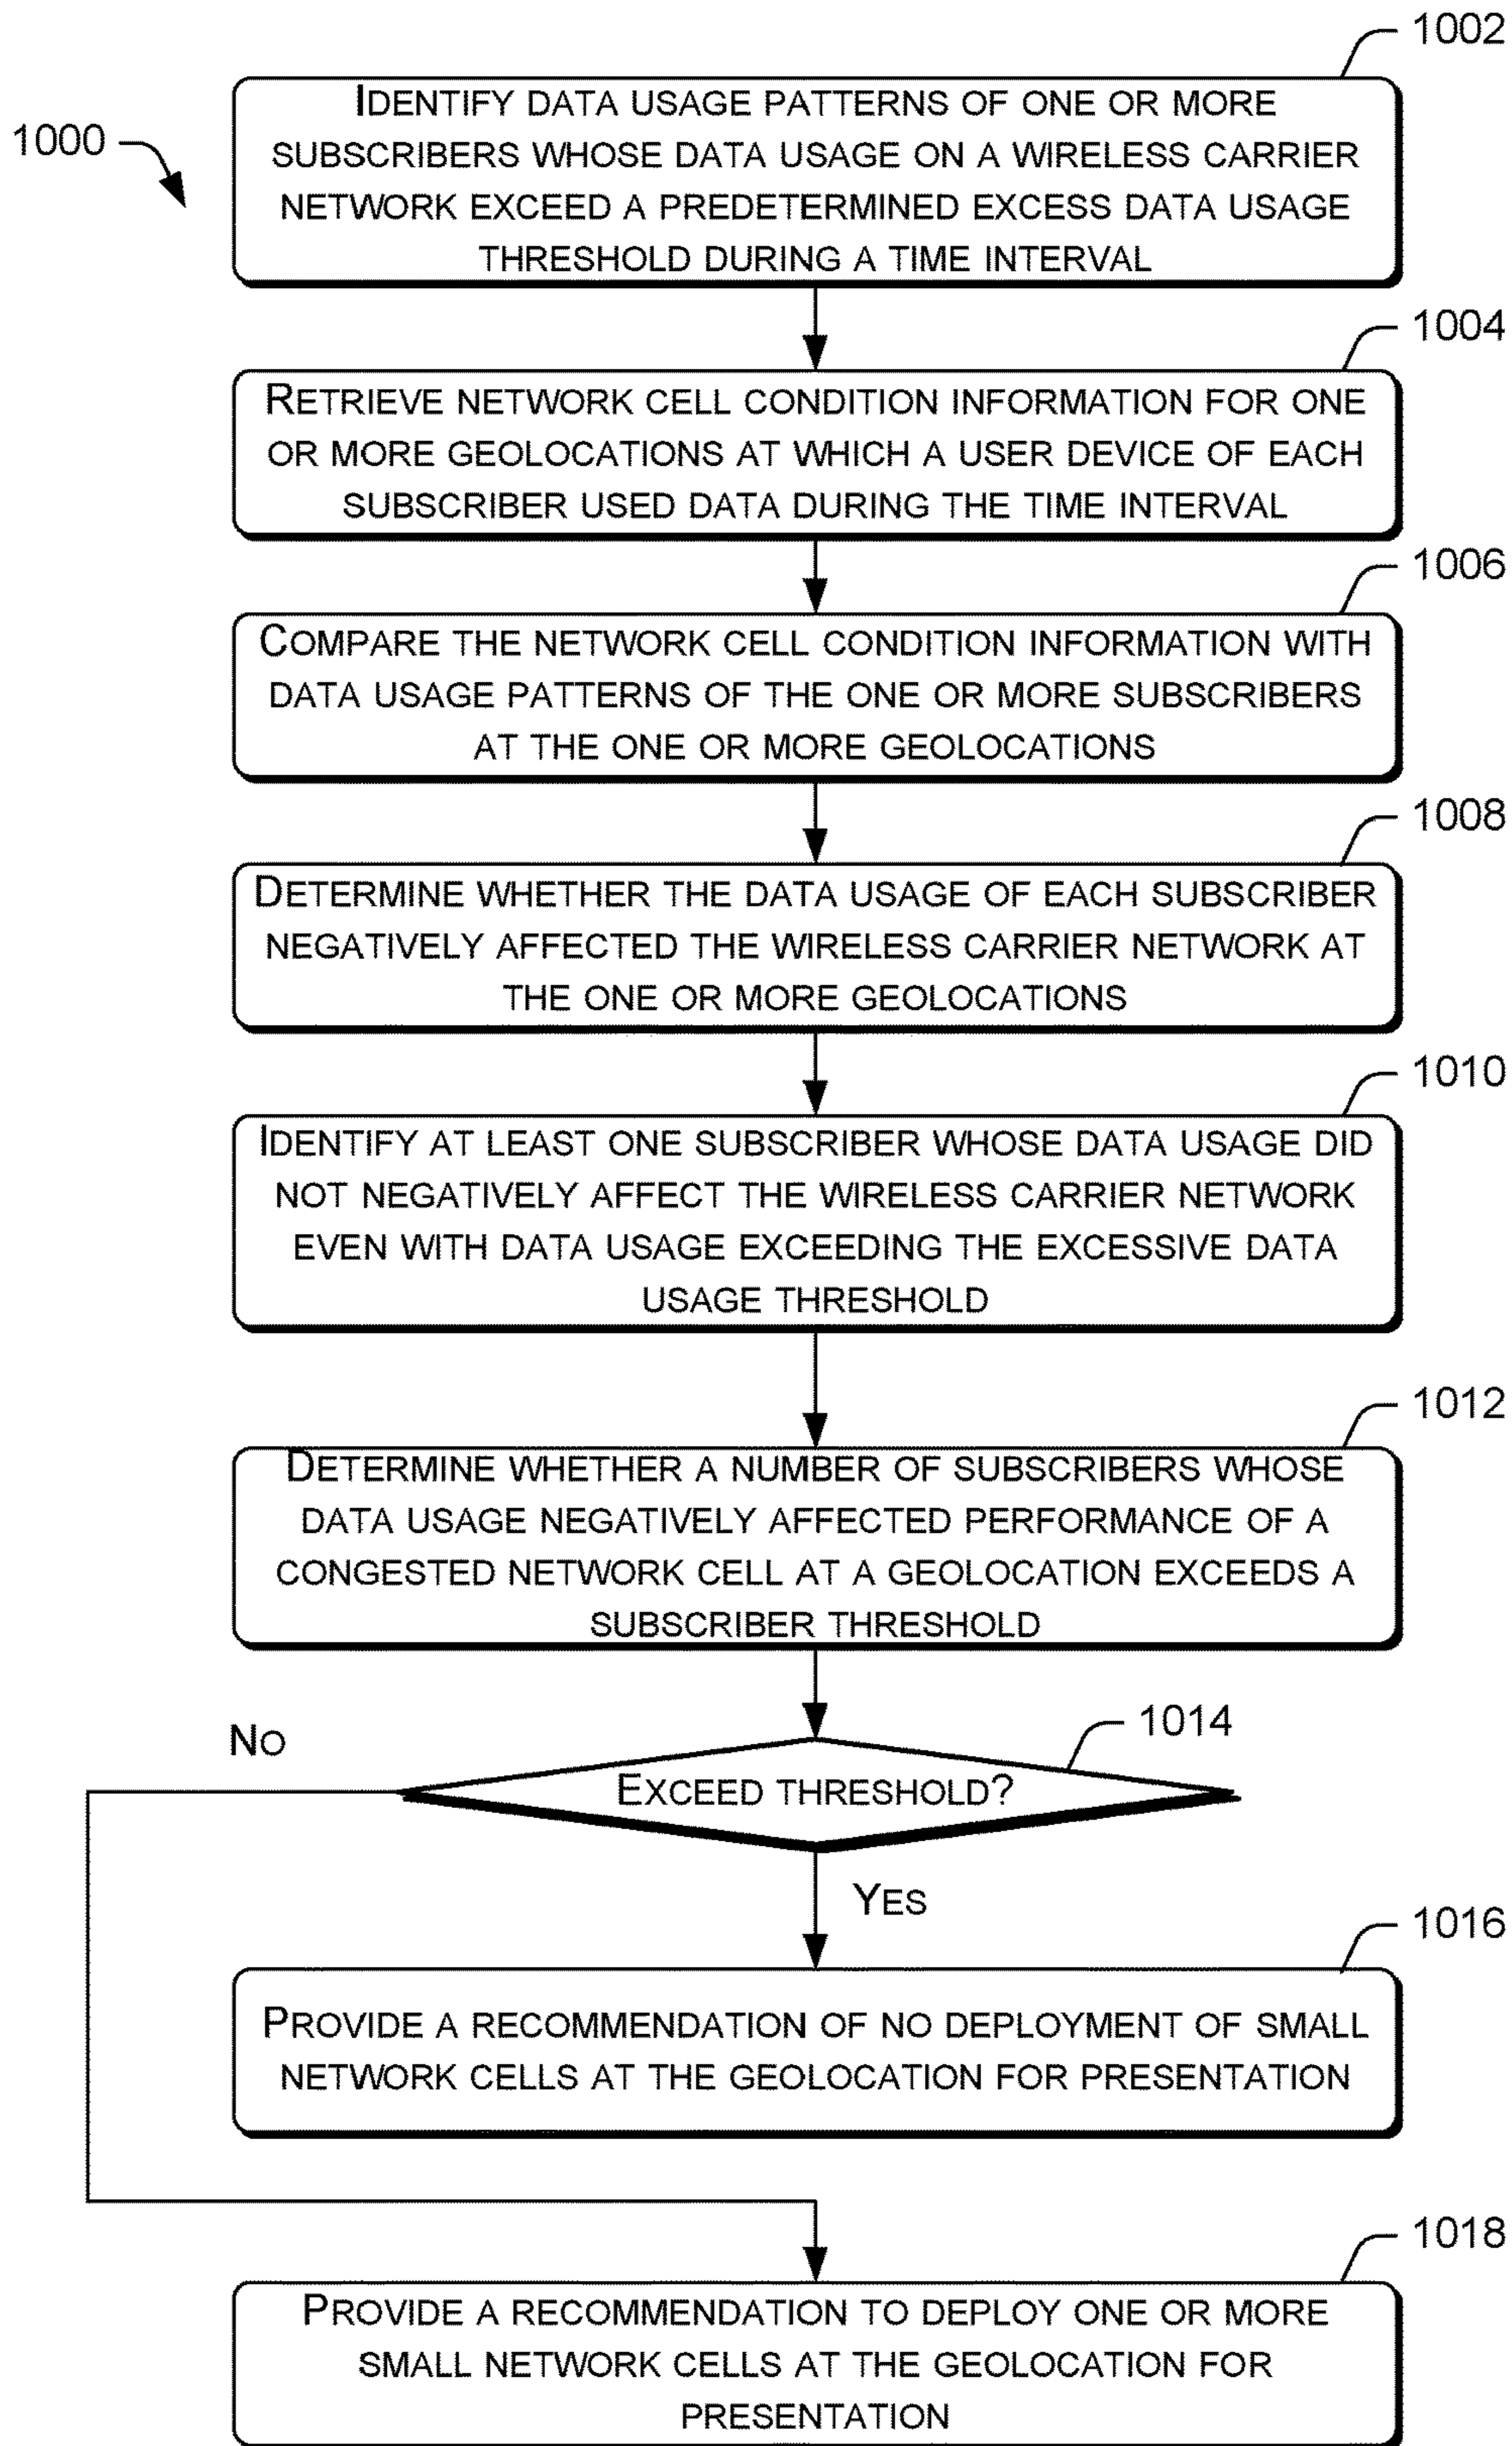 1002
1000
IDENTIFY DATA USAGE PATTERNS OF ONE OR MORE
SUBSCRIBERS WHOSE DATA USAGE ON A WIRELESS CARRIER
NETWORK EXCEED A PREDETERMINED EXCESS DATA USAGE
THRESHOLD DURING A TIME INTERVAL
1004
RETRIEVE NETWORK CELL CONDITION INFORMATION FOR ONE
OR MORE GEOLOCATIONS AT WHICH A USER DEVICE OF EACH
SUBSCRIBER USED DATA DURING THE TIME INTERVAL
1006
COMPARE THE NETWORK CELL CONDITION INFORMATION WITH
DATA USAGE PATTERNS OF THE ONE OR MORE SUBSCRIBERS
AT THE ONE OR MORE GEOLOCATIONS
1008
DETERMINE WHETHER THE DATA USAGE OF EACH SUBSCRIBER
NEGATIVELY AFFECTED THE WIRELESS CARRIER NETWORK AT
THE ONE OR MORE GEOLOCATIONS
1010
IDENTIFY AT LEAST ONE SUBSCRIBER WHOSE DATA USAGE DID
NOT NEGATIVELY AFFECT THE WIRELESS CARRIER NETWORK
EVEN WITH DATA USAGE EXCEEDING THE EXCESSIVE DATA
USAGE THRESHOLD
1012
DETERMINE WHETHER A NUMBER OF SUBSCRIBERS WHOSE
DATA USAGE NEGATIVELY AFFECTED PERFORMANCE OF A
CONGESTED NETWORK CELL AT A GEOLOCATION EXCEEDS A
SUBSCRIBER THRESHOLD
1014
NO
EXCEED THRESHOLD?
YES
1016
PROVIDE A RECOMMENDATION OF NO DEPLOYMENT OF SMALL
NETWORK CELLS AT THE GEOLOCATION FOR PRESENTATION
1018
PROVIDE A RECOMMENDATION TO DEPLOY ONE OR MORE
SMALL NETWORK CELLS AT THE GEOLOCATION FOR
PRESENTATION